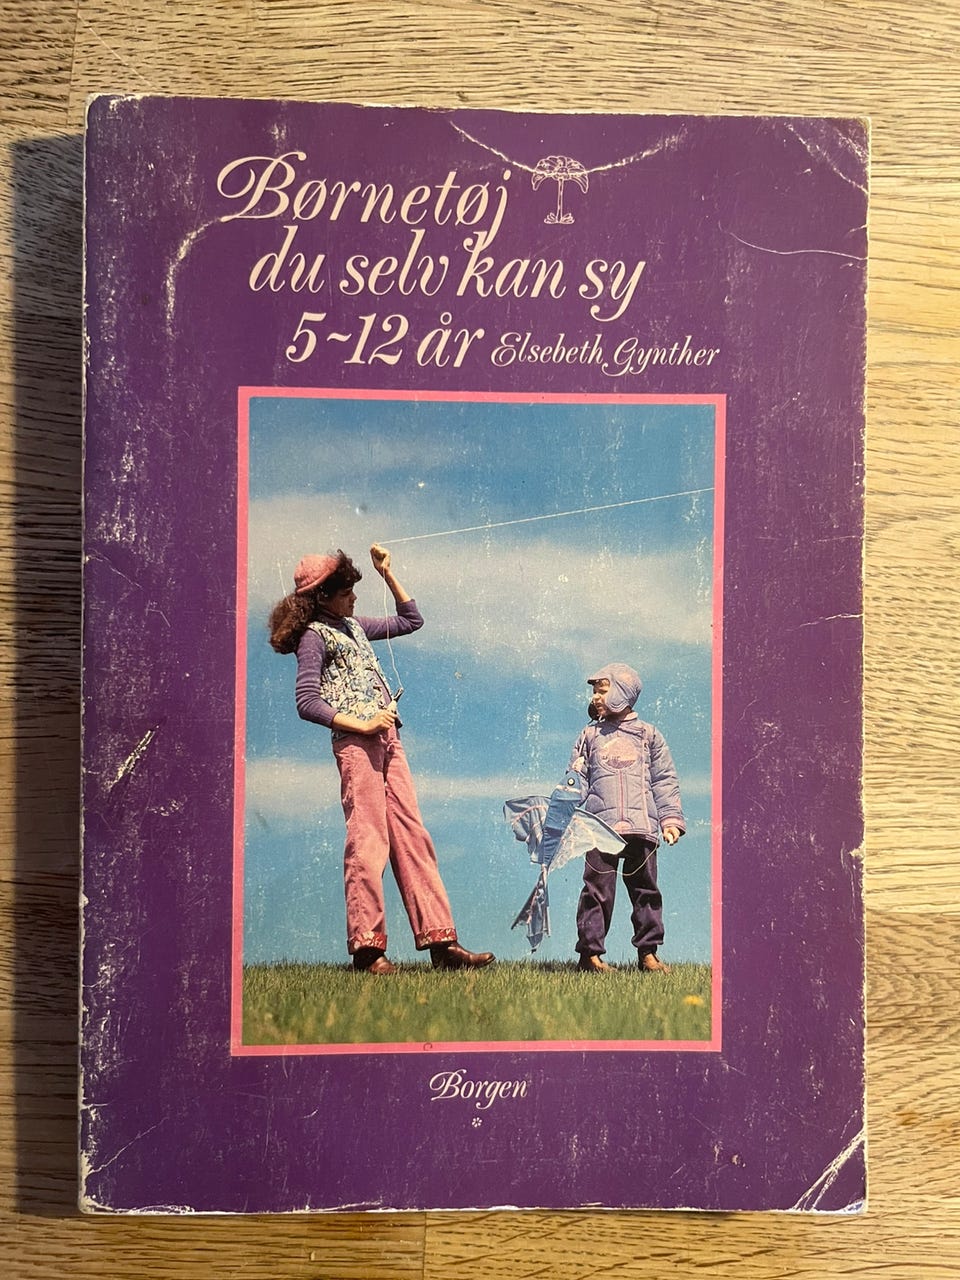 Børnetøj
du selv kan sy
5~12 år Elsebeth Gynther
Borgen